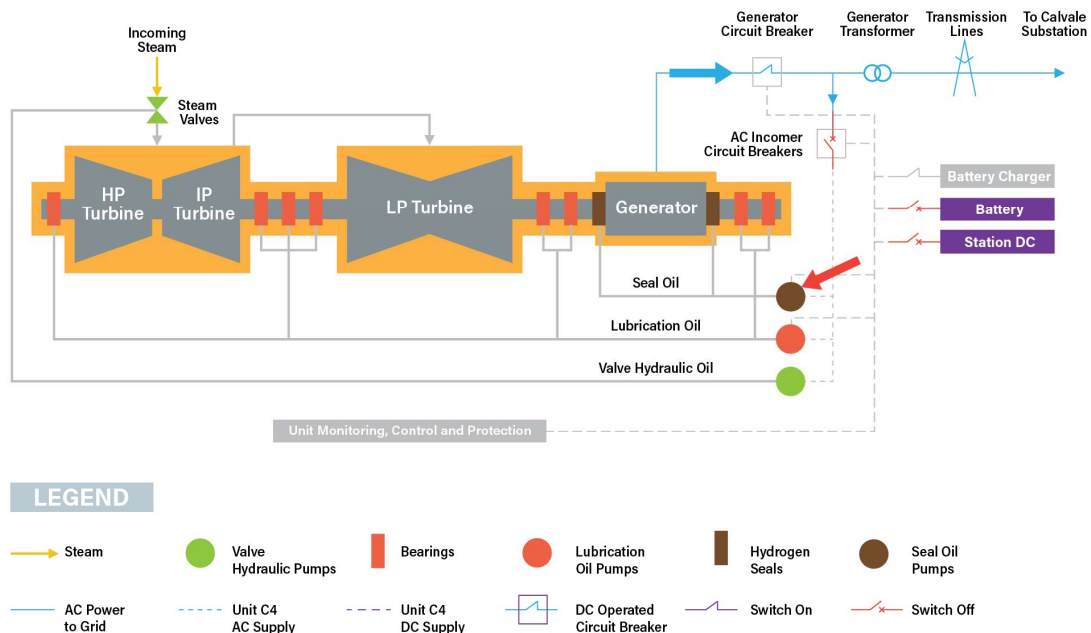 Incoming
Steam
Steam
Valves
Generator
Circuit Breaker
Generator
Transformer
Transmission
Lines
To Calvale
Substation
AC Incomer
Circuit Breakers
Battery Charger
Battery
Station DC
HP
Turbine
IP
Turbine
LP Turbine
Generator
Seal Oil
Lubrication Oil
Valve Hydraulic Oil
Unit Monitoring, Control and Protection
LEGEND
Steam
Valve
Hydraulic Pumps
Bearings
Lubrication
Oil Pumps
Hydrogen
Seals
Seal Oil
Pumps
AC Power
to Grid
Unit C4
AC Supply
Unit C4
DC Supply
DC Operated
Circuit Breaker
Switch On
Switch Off